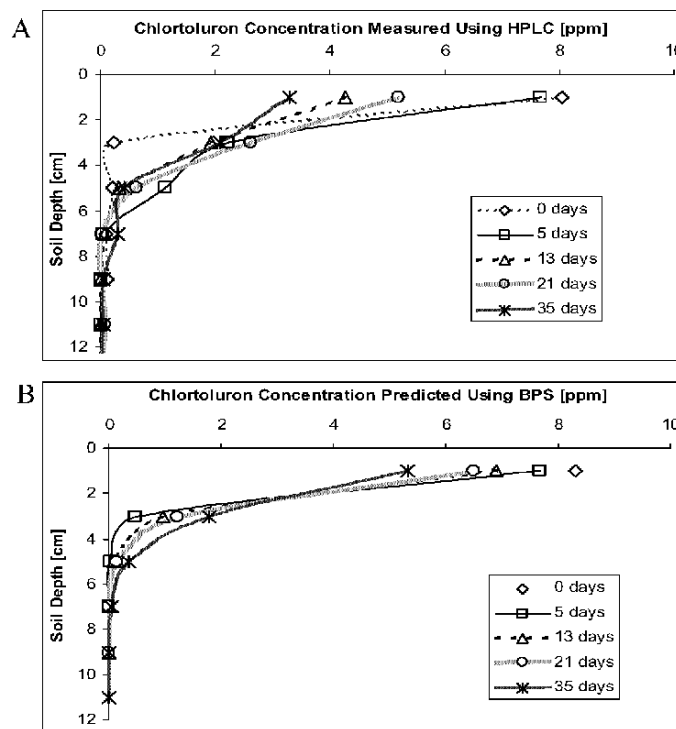 A
Chlortoluron Concentration Measured Using HPLC [ppm]
0 2 4 6 8 10
0
2
4
6
8
10
12
Soil Depth [cm]
0 days
5 days
13 days
21 days
35 days
B
Chlortoluron Concentration Predicted Using BPS [ppm]
0 2 4 6 8 10
0
2
4
6
8
10
12
Soil Depth [cm]
0 days
5 days
13 days
21 days
35 days